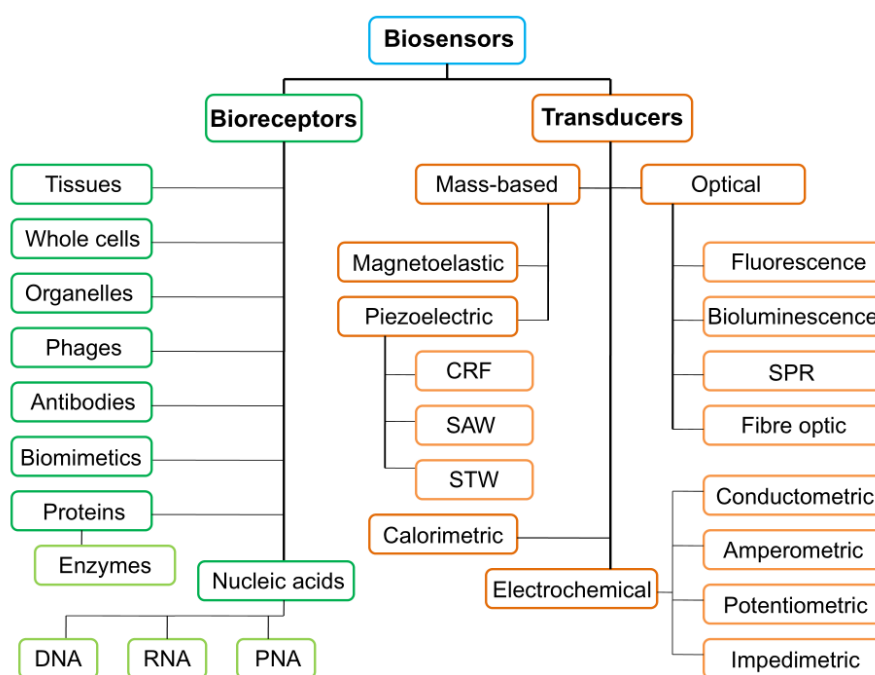 Biosensors
Bioreceptors
Transducers
Tissues
Whole cells
Organelles
Phages
Antibodies
Biomimetics
Proteins
Enzymes
Nucleic acids
DNA
RNA
PNA
Mass-based
Optical
Magnetoelastic
Piezoelectric
CRF
SAW
STW
Calorimetric
Electrochemical
Fluorescence
Bioluminescence
SPR
Fibre optic
Conductometric
Amperometric
Potentiometric
Impedimetric